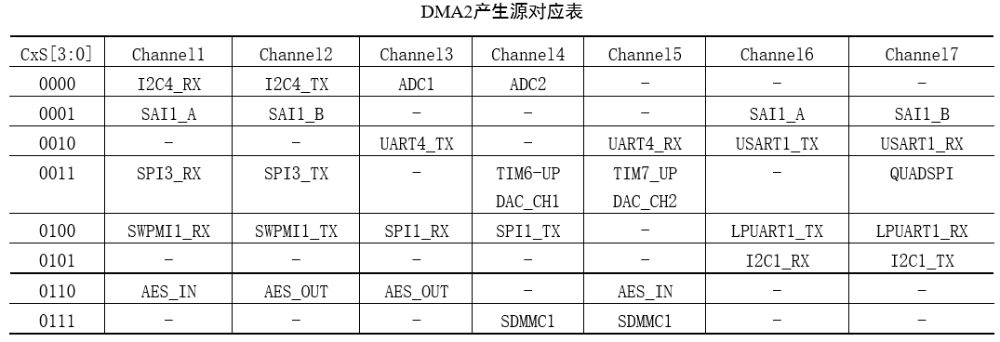 DMA2产生源对应表
CxS[3:0] Channel1 Channel2 Channel3 Channel4 Channel5 Channel6 Channel7
0000 I2C4_RX I2C4_TX ADC1 ADC2 - - -
0001 SAI1_A SAI1_B - - - SAI1_A SAI1_B
0010 - - UART4_TX - UART4_RX USART1_TX USART1_RX
0011 SPI3_RX SPI3_TX - TIM6-UP TIM7_UP - QUADSPI
DAC_CH1 DAC_CH2
0100 SWPMI1_RX SWPMI1_TX SPI1_RX SPI1_TX - LPUART1_TX LPUART1_RX
0101 - - - - - I2C1_RX I2C1_TX
0110 AES_IN AES_OUT AES_OUT - AES_IN - -
0111 - - - SDMMC1 SDMMC1 - -